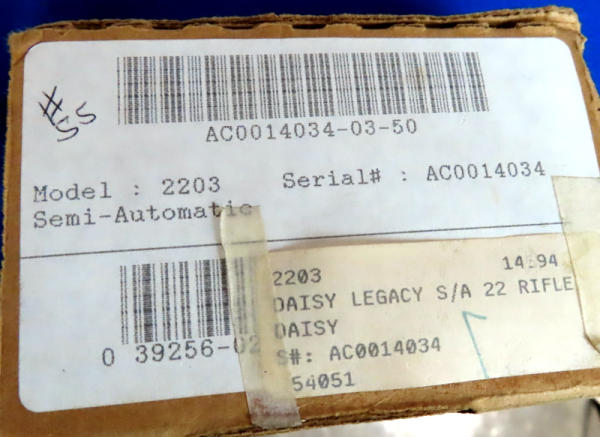 #55
AC0014034-03-50
Model : 2203 Serial# : AC0014034
Semi-Automatic
0 39256-02
2203 14.94
DAISY LEGACY S/A 22 RIFLE
DAISY
S#: AC0014034
54051